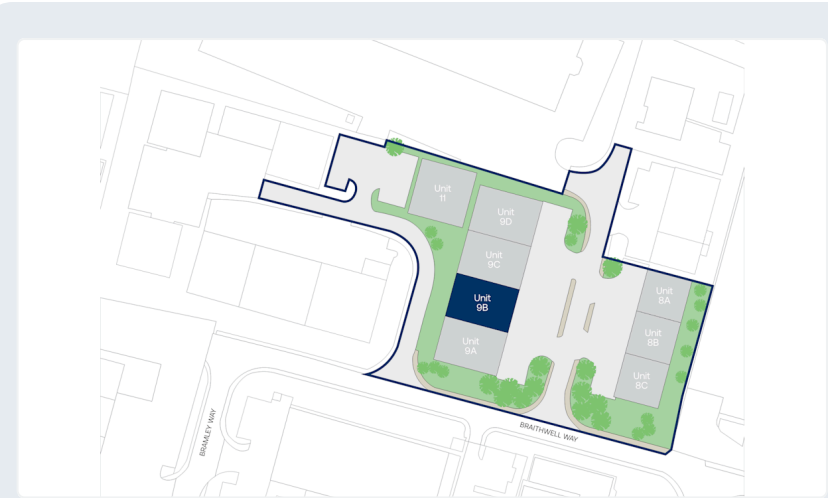 Unit
11
Unit
9D
Unit
9C
Unit
9B
Unit
9A
Unit
8A
Unit
8B
Unit
8C
BRAMLEY WAY
BRAITHWELL WAY